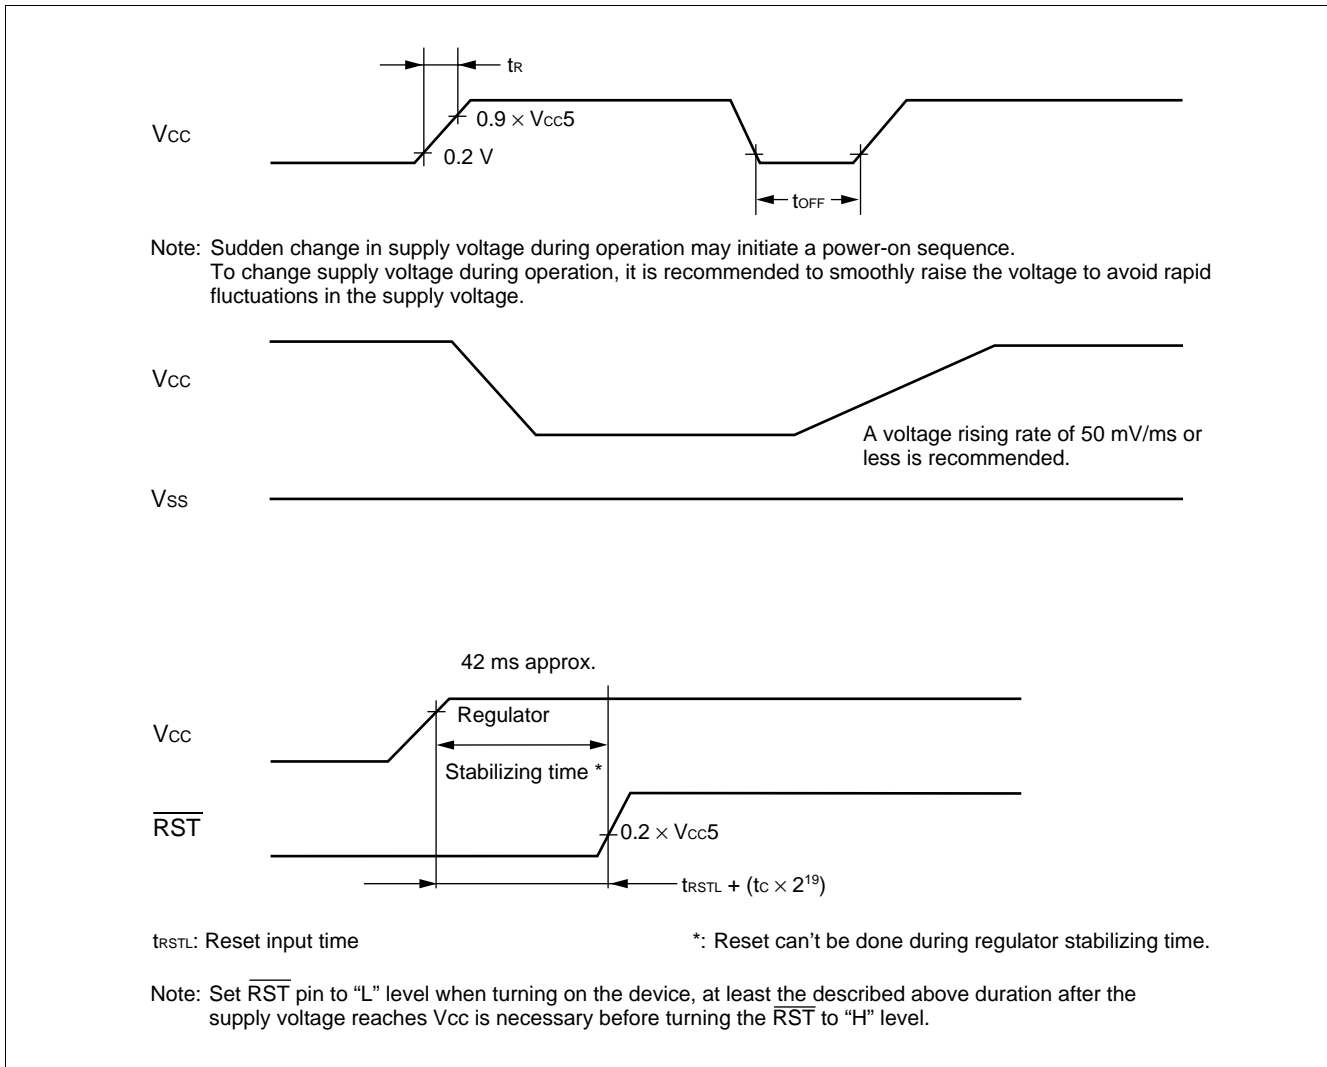 tR
VCC
0.9 × VCC5
0.2 V
tOFF
Note: Sudden change in supply voltage during operation may initiate a power-on sequence.
To change supply voltage during operation, it is recommended to smoothly raise the voltage to avoid rapid
fluctuations in the supply voltage.
VCC
A voltage rising rate of 50 mV/ms or
less is recommended.
VSS
42 ms approx.
VCC
Regulator
Stabilizing time *
RST
0.2 × VCC5
tRSTL + (tC × 2¹⁹)
tRSTL: Reset input time
*: Reset can't be done during regulator stabilizing time.
Note: Set RST pin to “L” level when turning on the device, at least the described above duration after the
supply voltage reaches Vcc is necessary before turning the RST to “H” level.